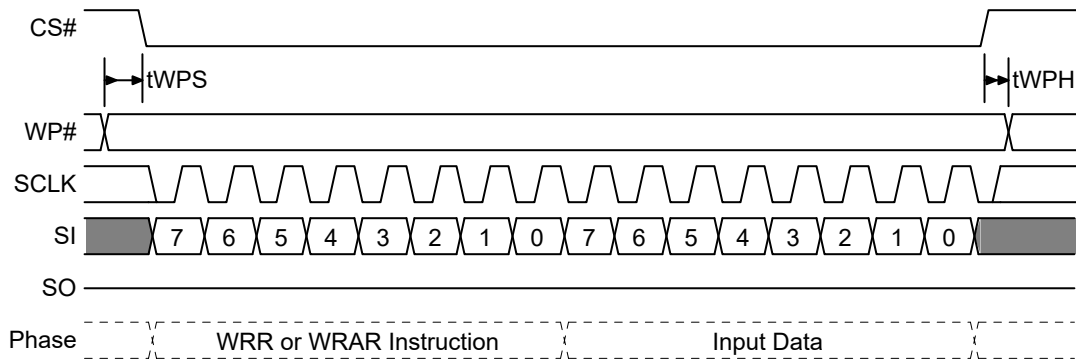 CS#
tWPS tWPH
WP#
SCLK
SI 7 6 5 4 3 2 1 0 7 6 5 4 3 2 1 0
SO
Phase WRR or WRAR Instruction Input Data